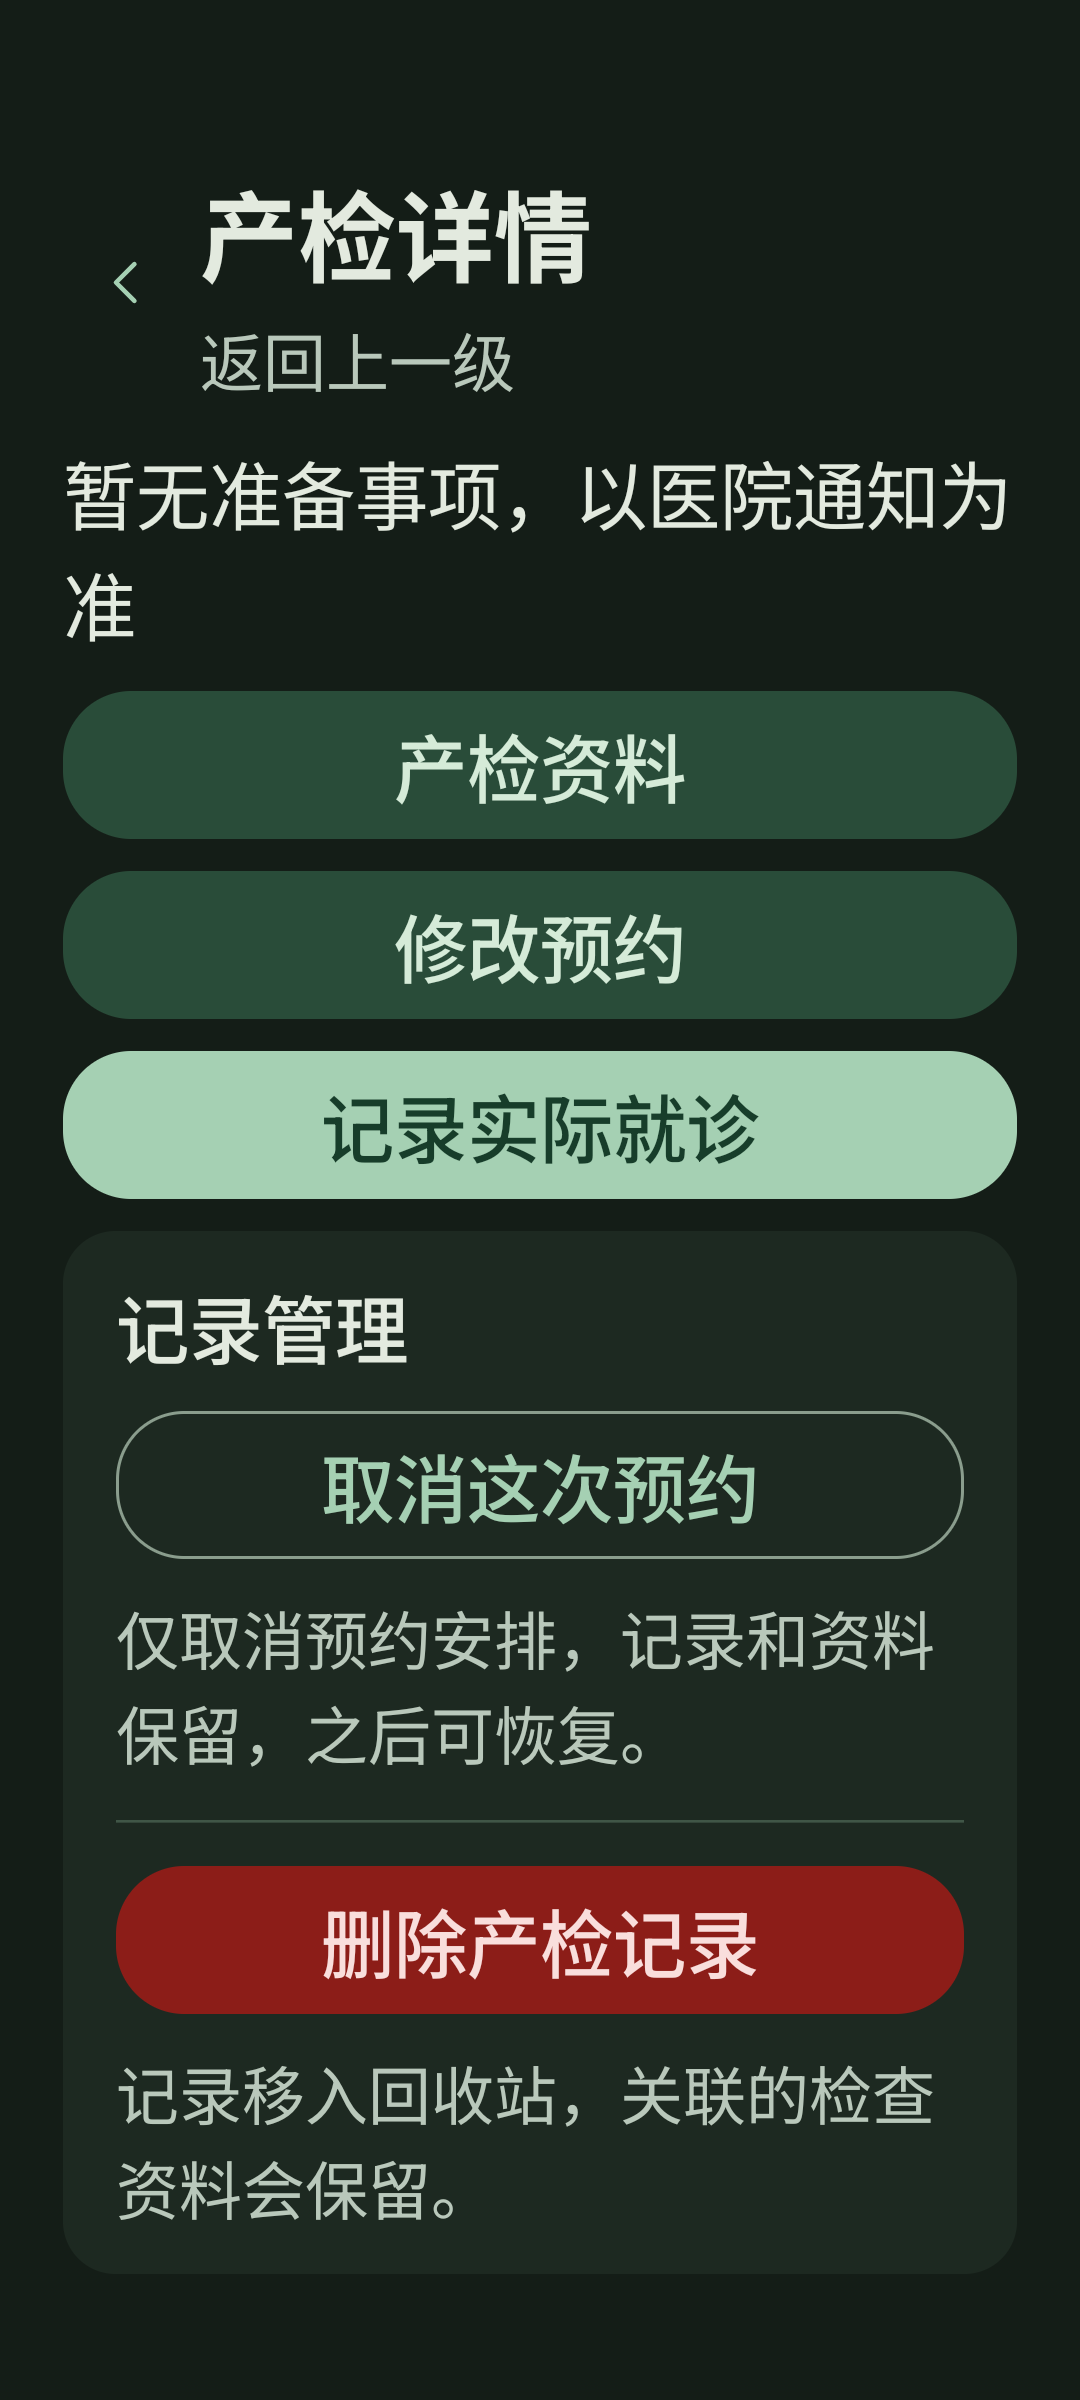 产检详情
返回上一级
暂无准备事项，以医院通知为
准
产检资料
修改预约
记录实际就诊
记录管理
取消这次预约
仅取消预约安排，记录和资料
保留，之后可恢复。
删除产检记录
记录移入回收站，关联的检查
资料会保留。